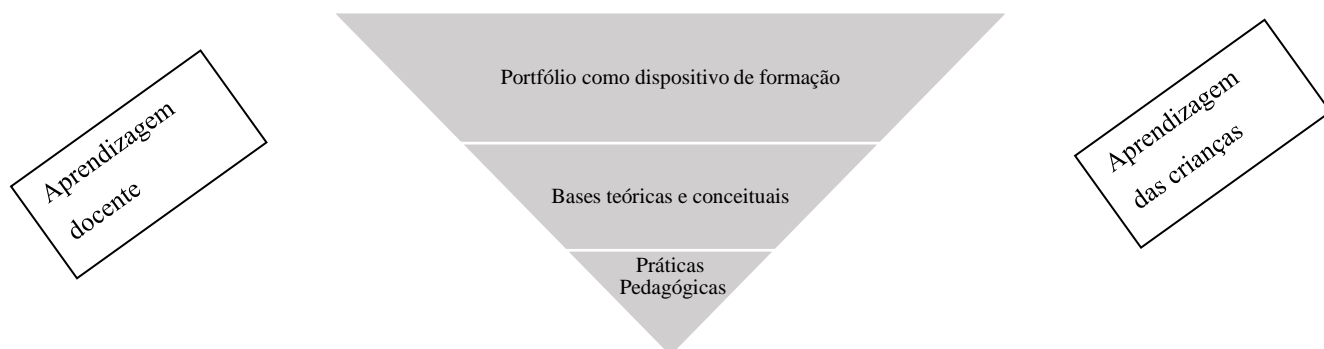 Aprendizagem
docente
Portfólio como dispositivo de formação
Bases teóricas e conceituais
Práticas
Pedagógicas
Aprendizagem
das crianças